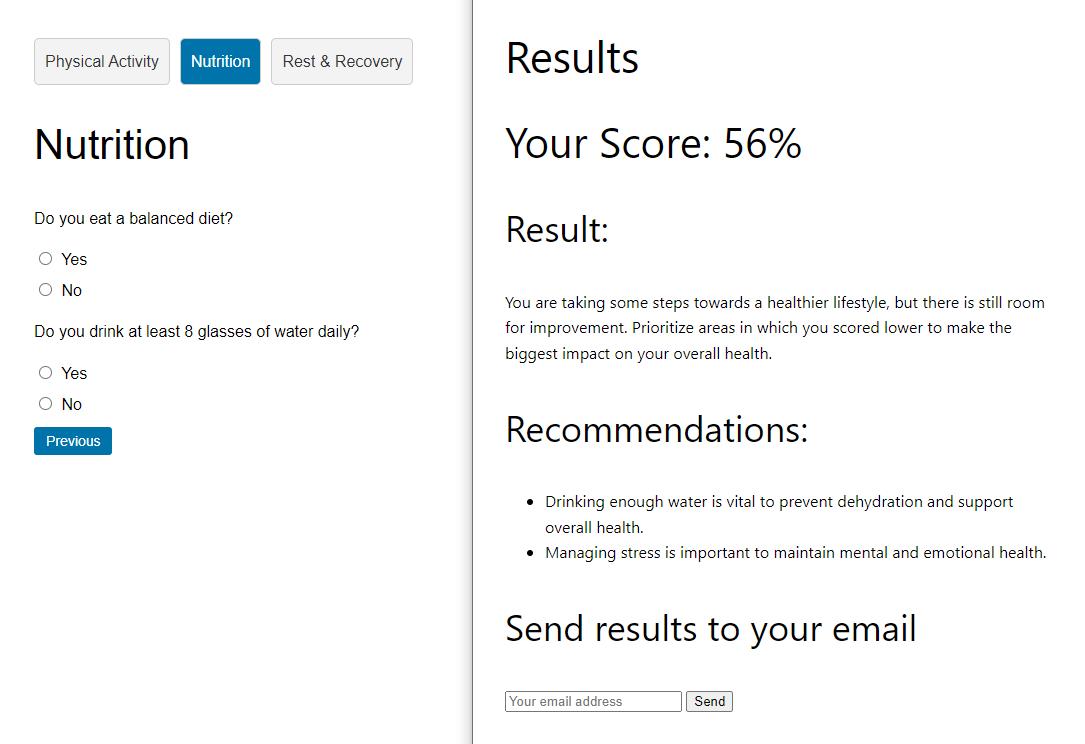 Physical Activity
Nutrition
Rest & Recovery
Nutrition
Do you eat a balanced diet?
Yes
No
Do you drink at least 8 glasses of water daily?
Yes
No
Previous
Results
Your Score: 56%
Result:
You are taking some steps towards a healthier lifestyle, but there is still room
for improvement. Prioritize areas in which you scored lower to make the
biggest impact on your overall health.
Recommendations:
Drinking enough water is vital to prevent dehydration and support
overall health.
Managing stress is important to maintain mental and emotional health.
Send results to your email
Your email address
Send